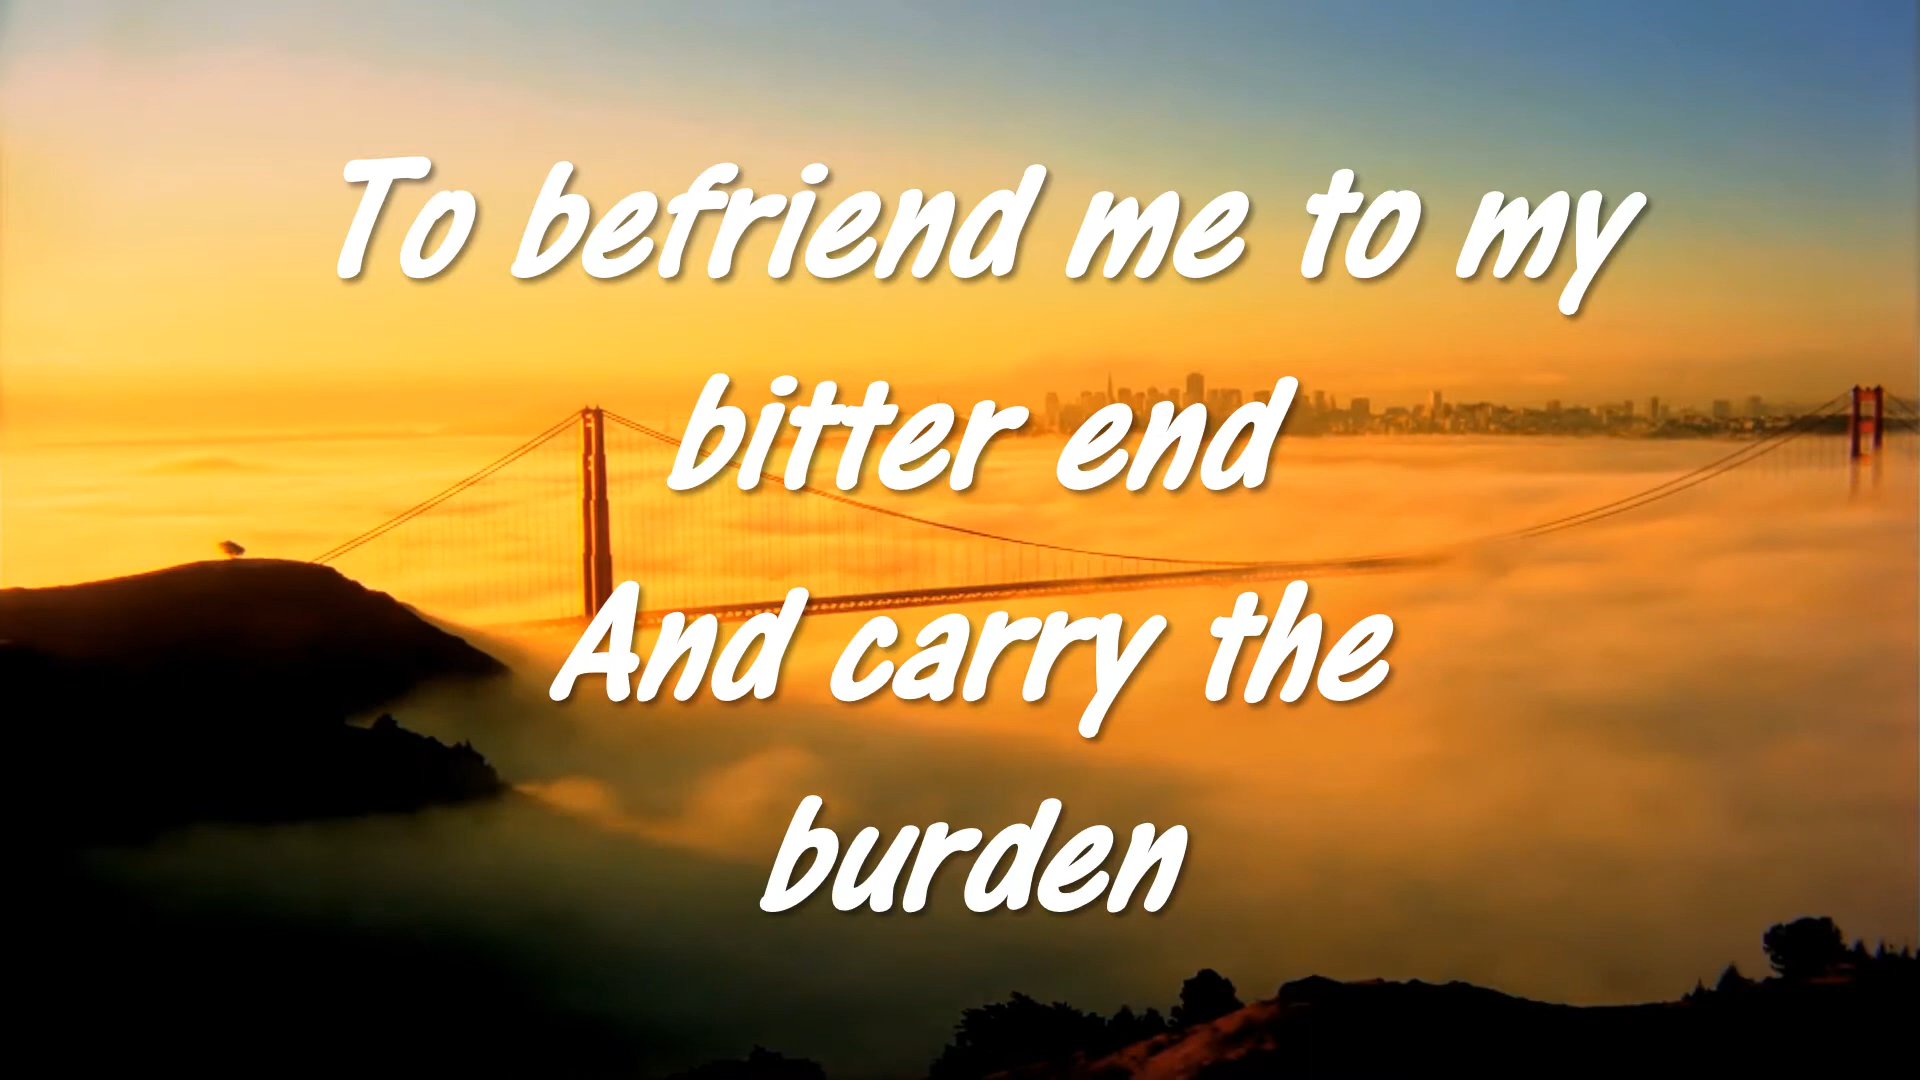 To befriend me to my
bitter end
And carry the
burden